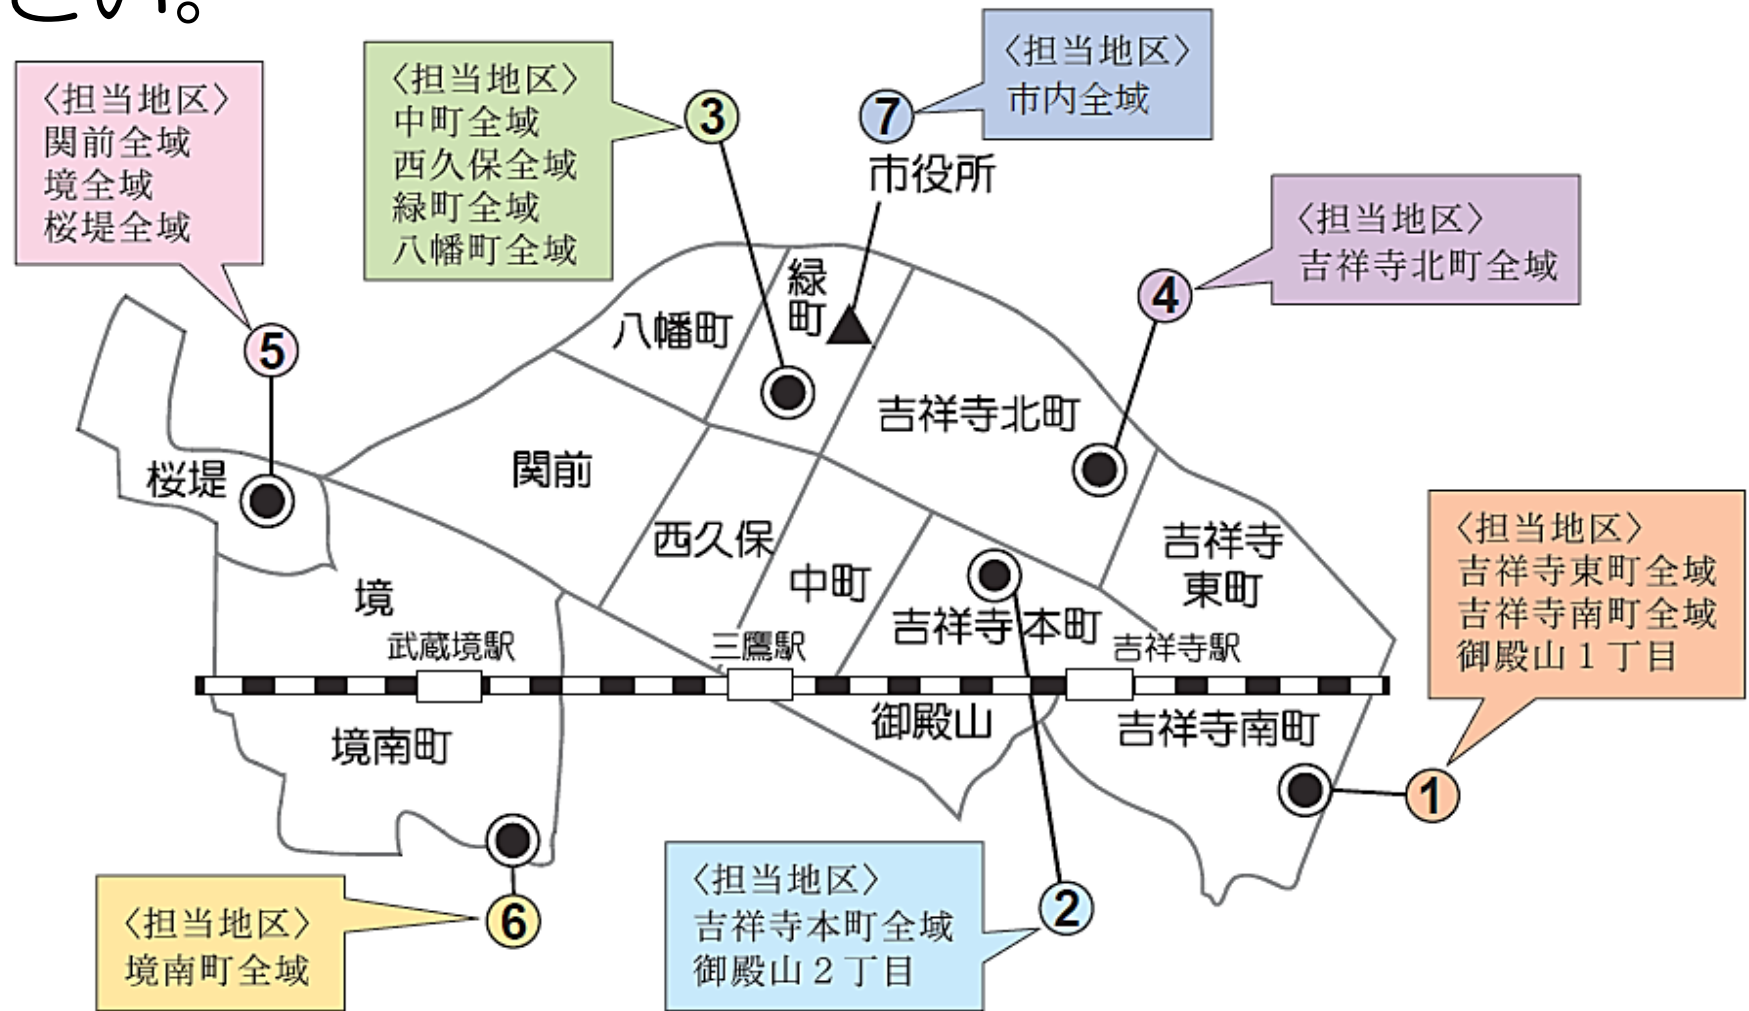 さい。
〈担当地区〉
関前全域
境全域
桜堤全域
〈担当地区〉
中町全域
西久保全域
緑町全域
八幡町全域
〈担当地区〉
市内全域
〈担当地区〉
吉祥寺北町全域
〈担当地区〉
吉祥寺東町全域
吉祥寺南町全域
御殿山1丁目
〈担当地区〉
吉祥寺本町全域
御殿山2丁目
〈担当地区〉
境南町全域
3
7
市役所
4
5
1
2
6
緑
町
八幡町
吉祥寺北町
桜堤
関前
西久保
中町
吉祥寺
東町
境
吉祥寺本町
武蔵境駅
三鷹駅
吉祥寺駅
御殿山
境南町
吉祥寺南町